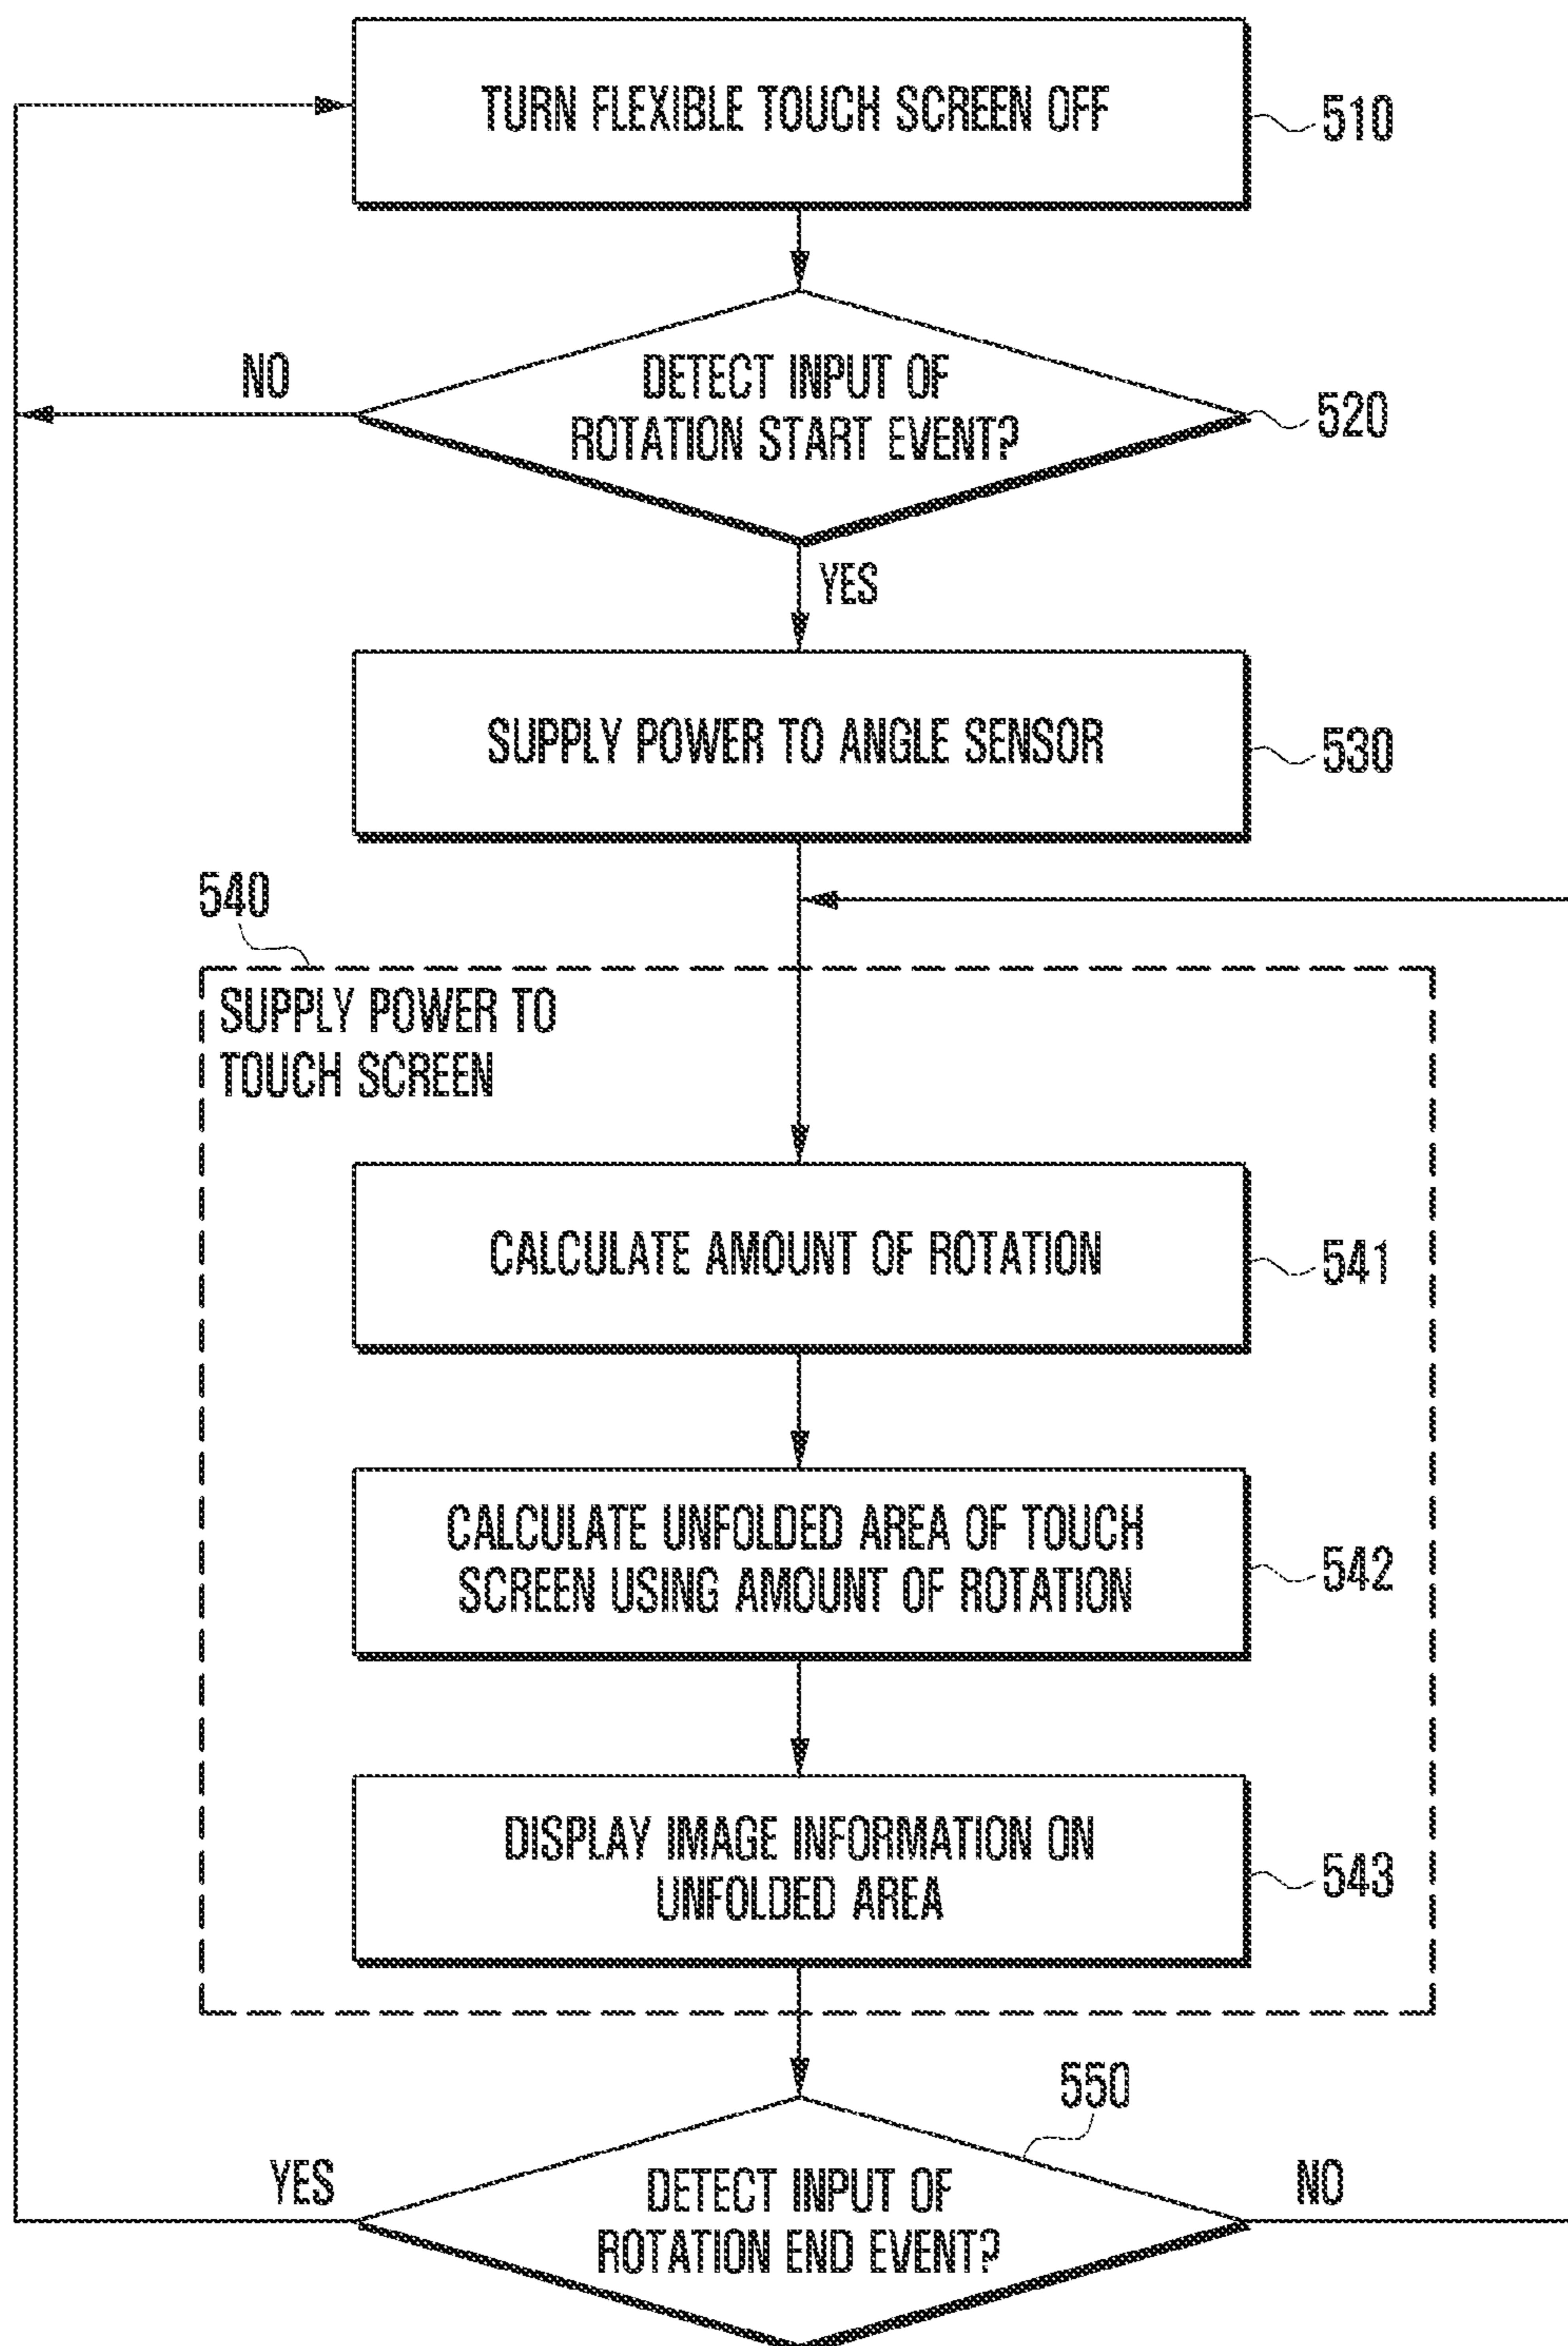 TURN FLEXIBLE TOUCH SCREEN OFF
510
NO
DETECT INPUT OF
ROTATION START EVENT?
520
YES
SUPPLY POWER TO ANGLE SENSOR
530
540
SUPPLY POWER TO
TOUCH SCREEN
CALCULATE AMOUNT OF ROTATION
541
CALCULATE UNFOLDED AREA OF TOUCH
SCREEN USING AMOUNT OF ROTATION
542
DISPLAY IMAGE INFORMATION ON
UNFOLDED AREA
543
550
YES
DETECT INPUT OF
ROTATION END EVENT?
NO